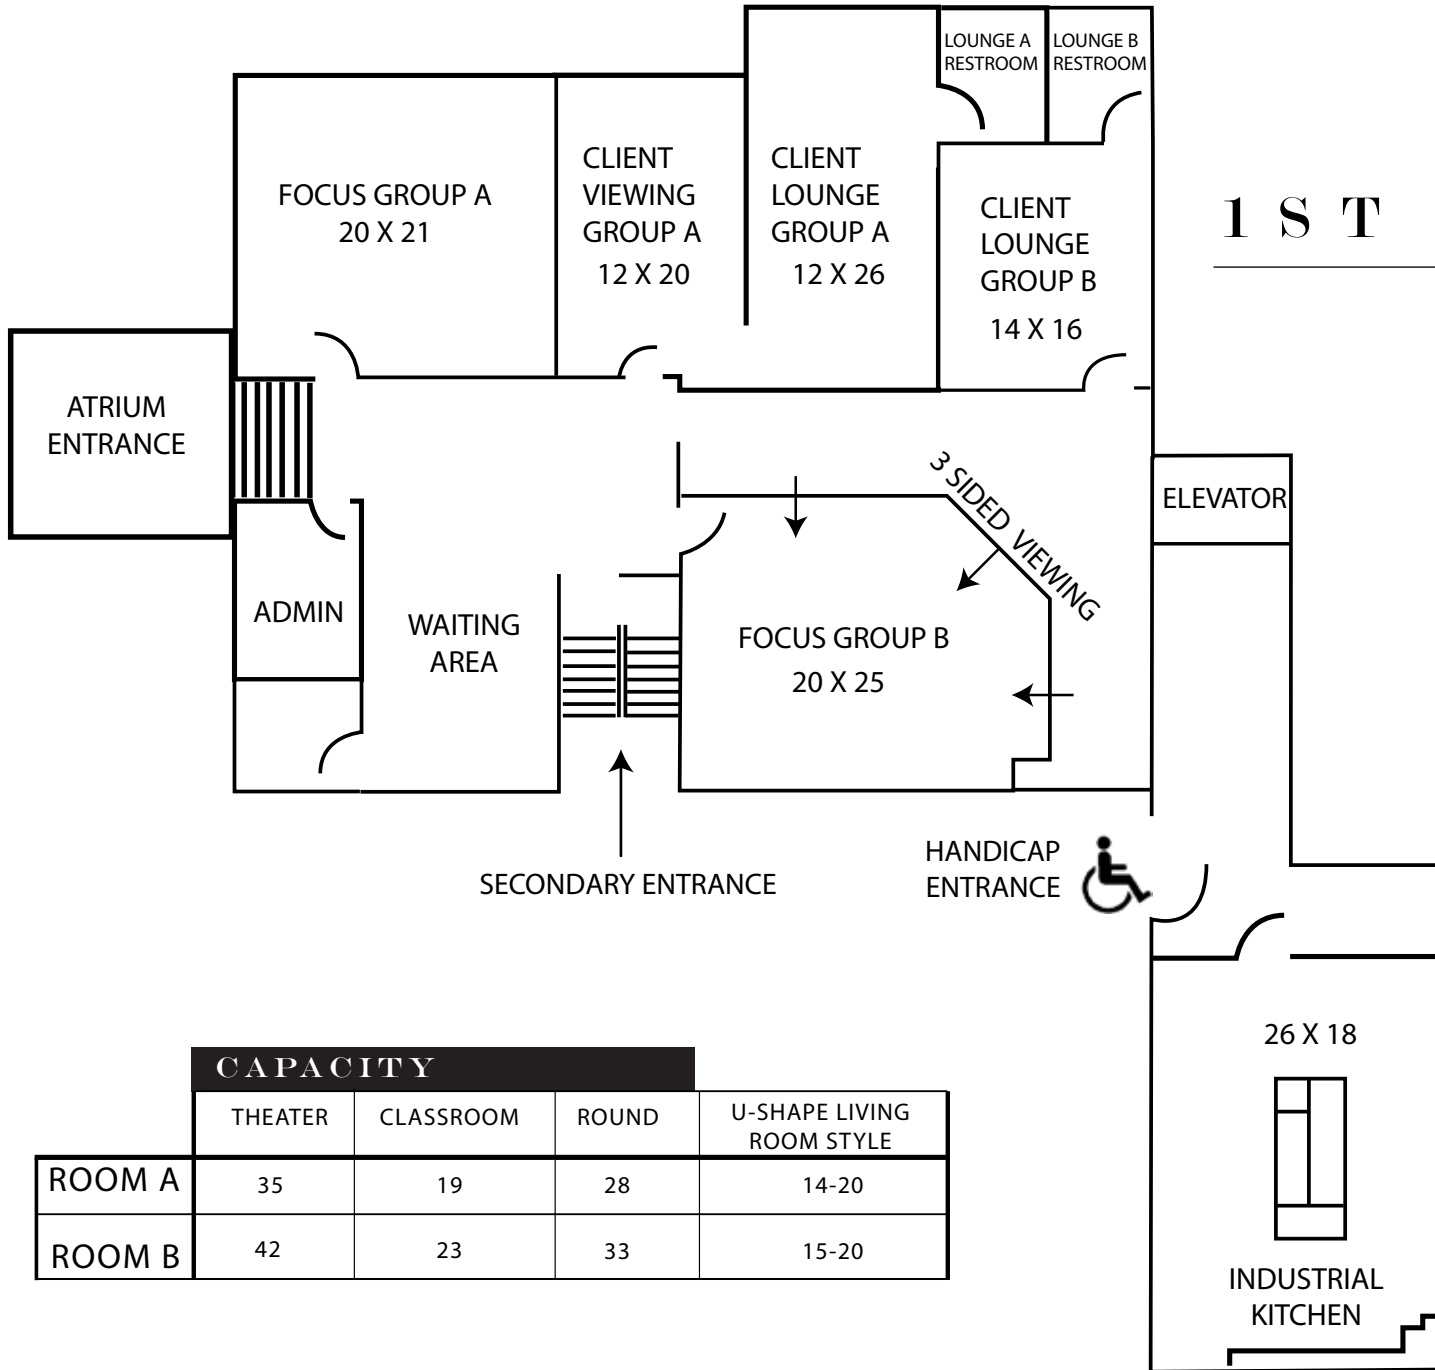 LOUNGE A
RESTROOM
LOUNGE B
RESTROOM
FOCUS GROUP A
20 X 21
CLIENT
VIEWING
GROUP A
12 X 20
CLIENT
LOUNGE
GROUP A
12 X 26
CLIENT
LOUNGE
GROUP B
14 X 16
1ST
ATRIUM
ENTRANCE
3 SIDED VIEWING
ELEVATOR
ADMIN
WAITING
AREA
FOCUS GROUP B
20 X 25
SECONDARY ENTRANCE
HANDICAP
ENTRANCE
26 X 18
INDUSTRIAL
KITCHEN
CAPACITY
THEATER CLASSROOM ROUND U-SHAPE LIVING
ROOM STYLE
ROOM A 35 19 28 14-20
ROOM B 42 23 33 15-20